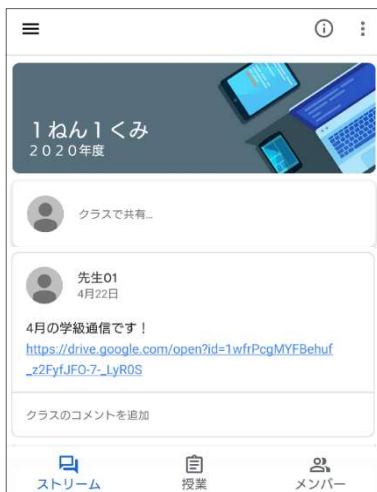 1ねん1くみ
2020年度
クラスで共有…
先生01
4月22日
4月の学級通信です！
https://drive.google.com/open?id=1wfrPcgMYFBehuf
_z2FyfJFO-7-_LyR0S
クラスのコメントを追加
ストリーム
授業
メンバー